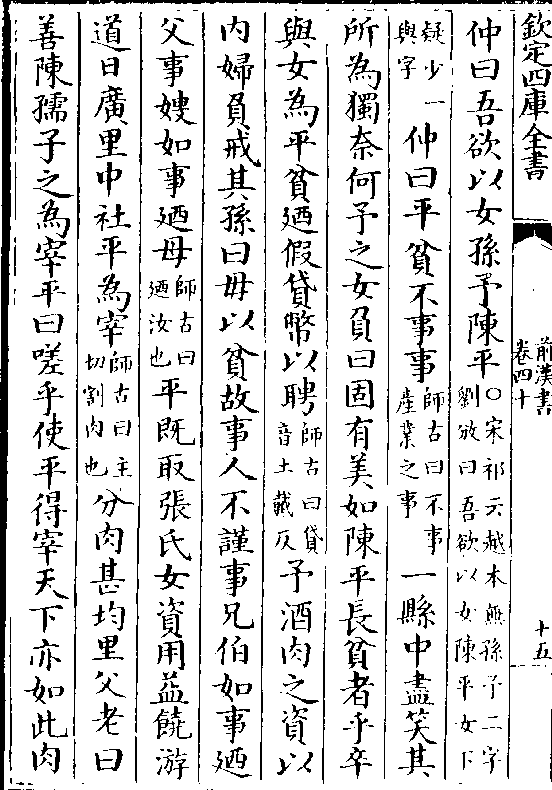 欽定四庫全書
前漢書
卷四十
十五
仲曰吾欲以女孫予陳平○宋祁云越本無孫子二字劉攽曰吾欲以女陳平女下
疑少一與字仲曰平貧不事事師古曰不事産業之事一縣中盡笑其
所為獨奈何予之女負曰固有美如陳平長貧者乎卒
與女為平貧廼假貸幣以聘師古曰貸音土戴反予酒肉之資以
内婦負戒其孫曰毋以貧故事人不謹事兄伯如事廼
父事嫂如事廼母師古曰廼汝也平既取張氏女資用益饒游
道日廣里中社平為宰師古曰主切割肉也分肉甚均里父老曰
善陳孺子之為宰平曰嗟乎使平得宰天下亦如此肉